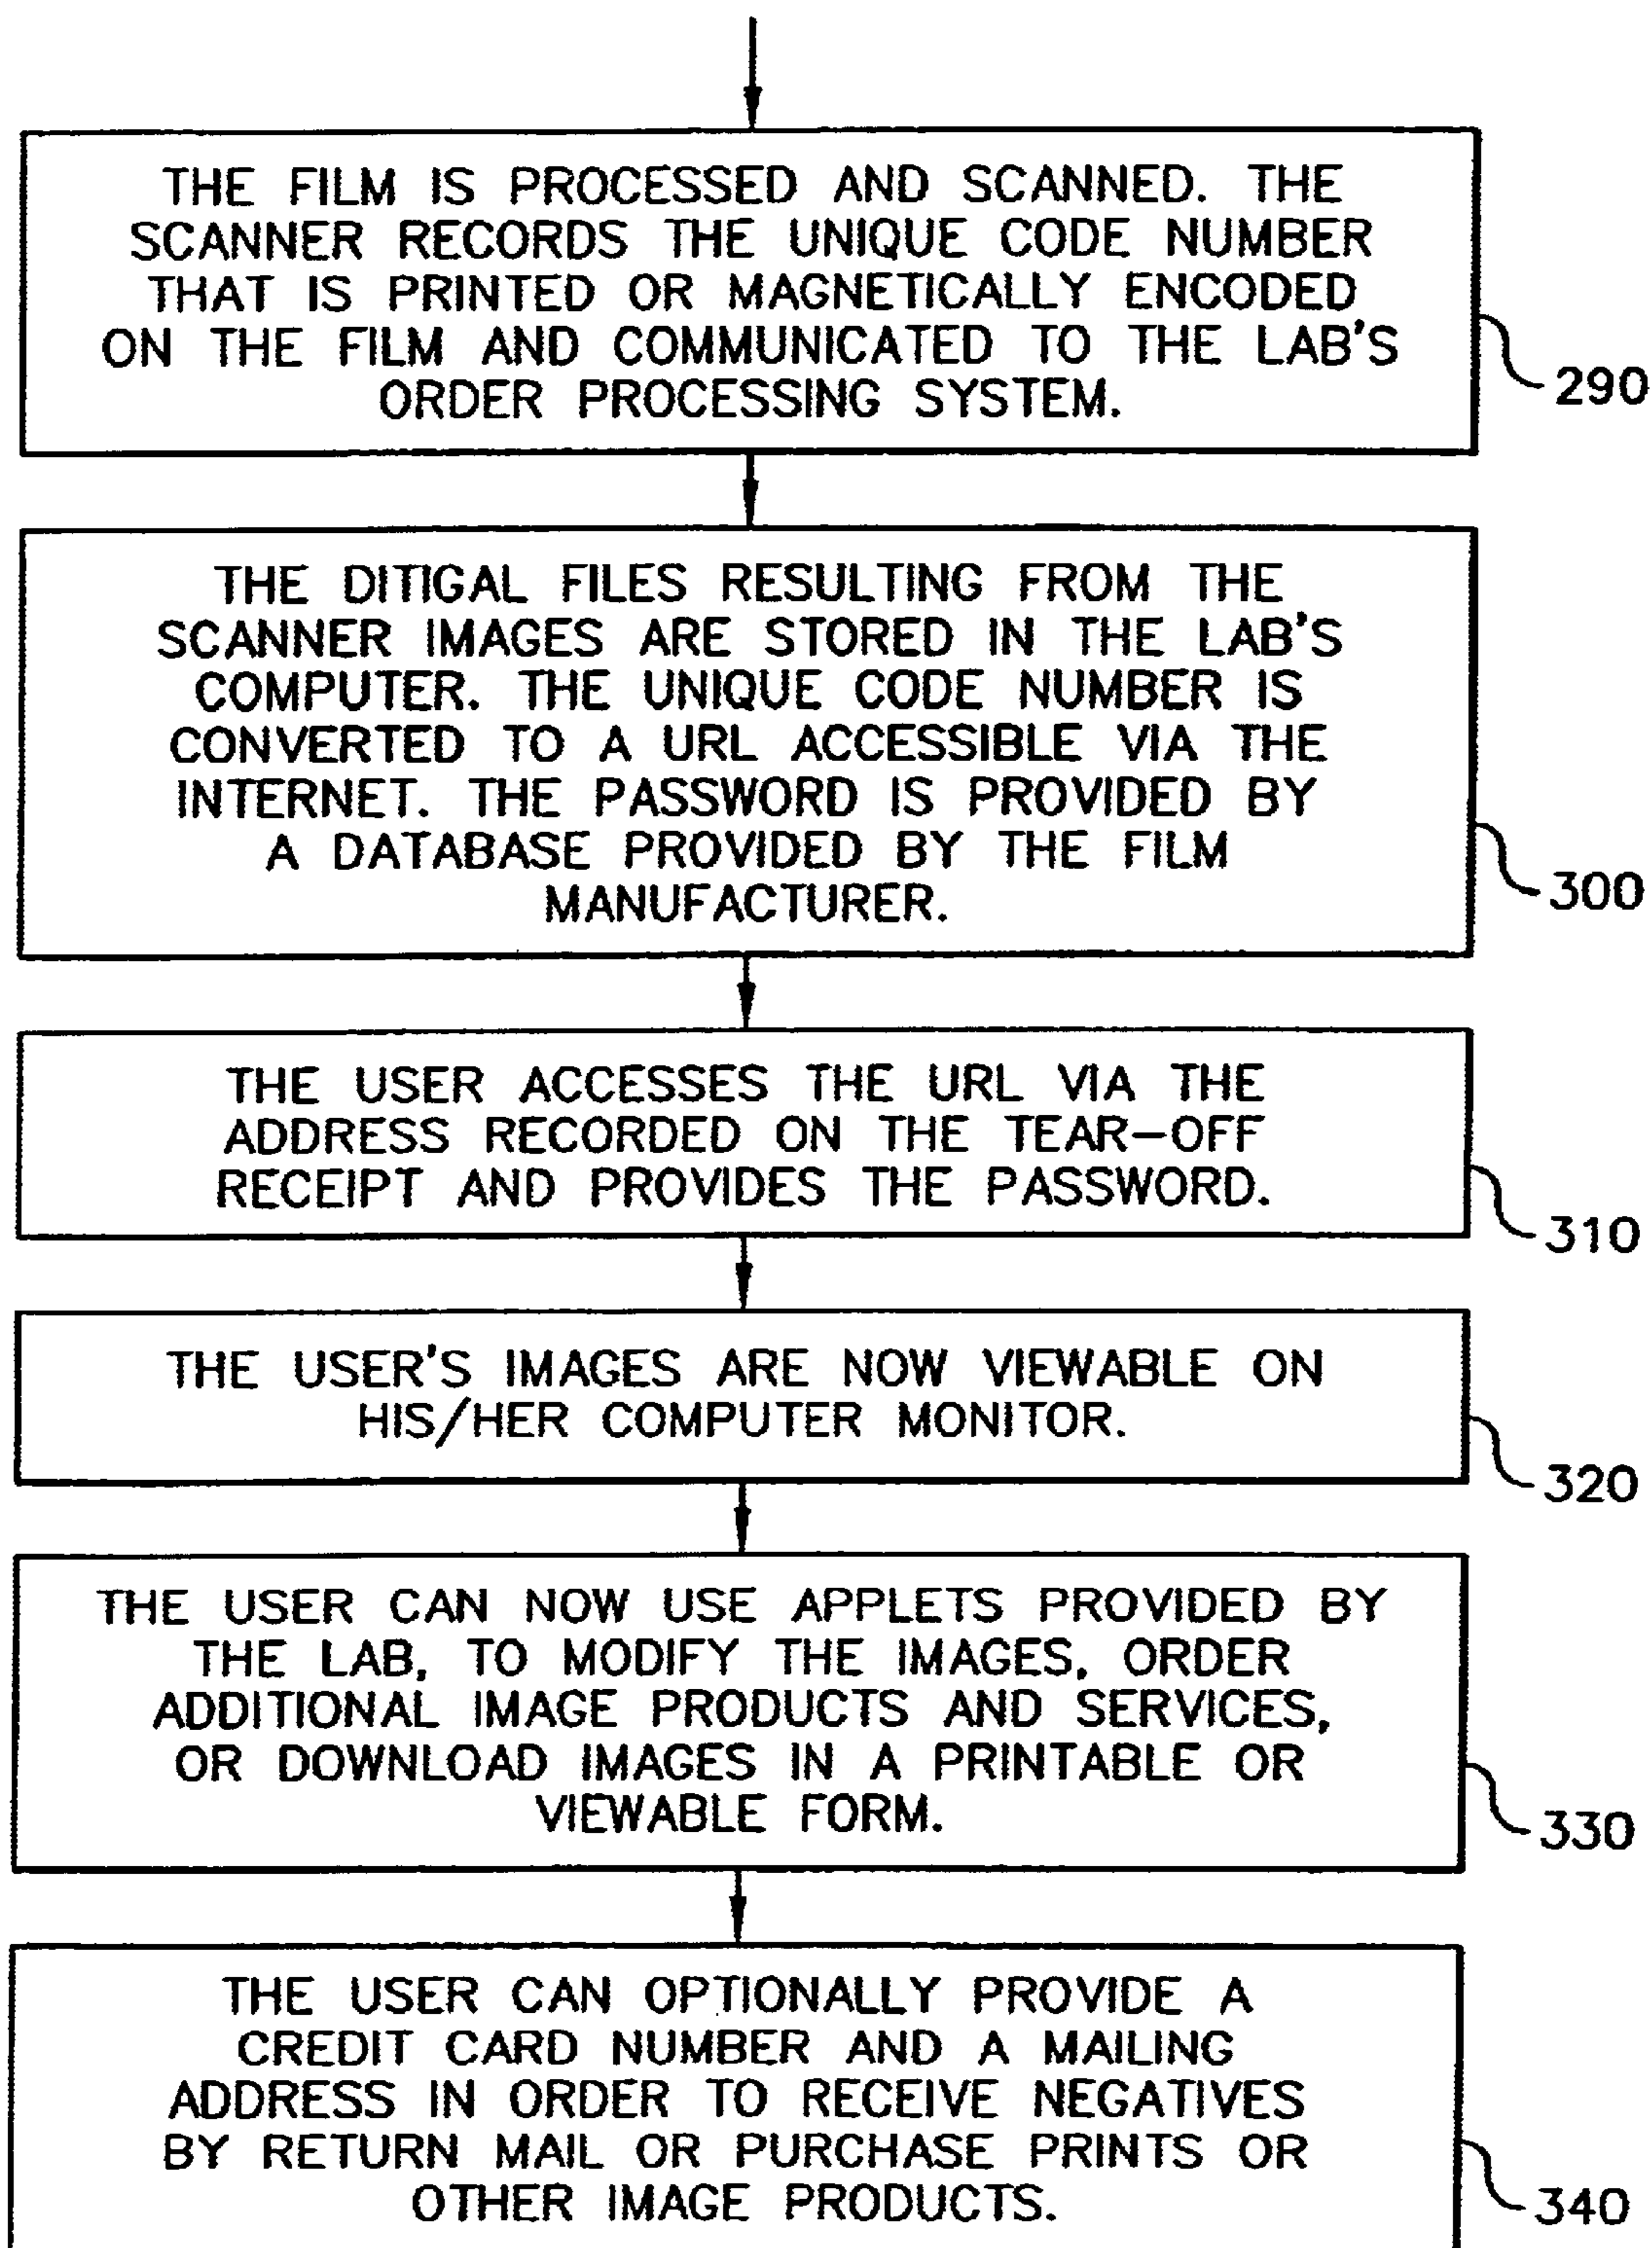 THE FILM IS PROCESSED AND SCANNED. THE
SCANNER RECORDS THE UNIQUE CODE NUMBER
THAT IS PRINTED OR MAGNETICALLY ENCODED
ON THE FILM AND COMMUNICATED TO THE LAB'S
ORDER PROCESSING SYSTEM.
290
THE DITIGAL FILES RESULTING FROM THE
SCANNER IMAGES ARE STORED IN THE LAB'S
COMPUTER. THE UNIQUE CODE NUMBER IS
CONVERTED TO A URL ACCESSIBLE VIA THE
INTERNET. THE PASSWORD IS PROVIDED BY
A DATABASE PROVIDED BY THE FILM
MANUFACTURER.
300
THE USER ACCESSES THE URL VIA THE
ADDRESS RECORDED ON THE TEAR-OFF
RECEIPT AND PROVIDES THE PASSWORD.
310
THE USER'S IMAGES ARE NOW VIEWABLE ON
HIS/HER COMPUTER MONITOR.
320
THE USER CAN NOW USE APPLETS PROVIDED BY
THE LAB, TO MODIFY THE IMAGES, ORDER
ADDITIONAL IMAGE PRODUCTS AND SERVICES,
OR DOWNLOAD IMAGES IN A PRINTABLE OR
VIEWABLE FORM.
330
THE USER CAN OPTIONALLY PROVIDE A
CREDIT CARD NUMBER AND A MAILING
ADDRESS IN ORDER TO RECEIVE NEGATIVES
BY RETURN MAIL OR PURCHASE PRINTS OR
OTHER IMAGE PRODUCTS.
340